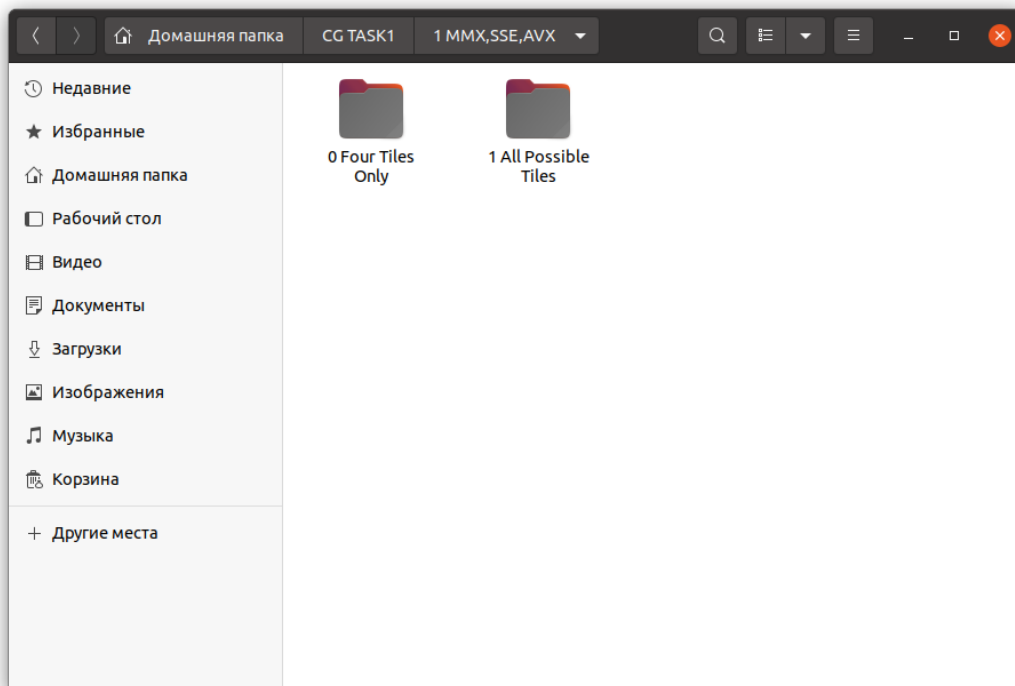 Домашняя папка CG TASK1 1 MMX,SSE,AVX
Недавние
Избранные
Домашняя папка
Рабочий стол
Видео
Документы
Загрузки
Изображения
Музыка
Корзина
Другие места
0 Four Tiles
Only
1 All Possible
Tiles